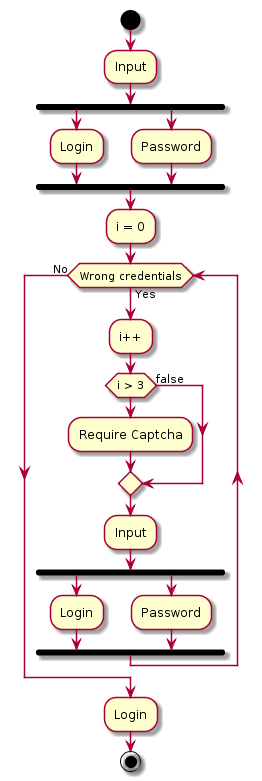 Input
Login
Password
i = 0
No
Wrong credentials
Yes
i++
i > 3
false
Require Captcha
Input
Login
Password
Login